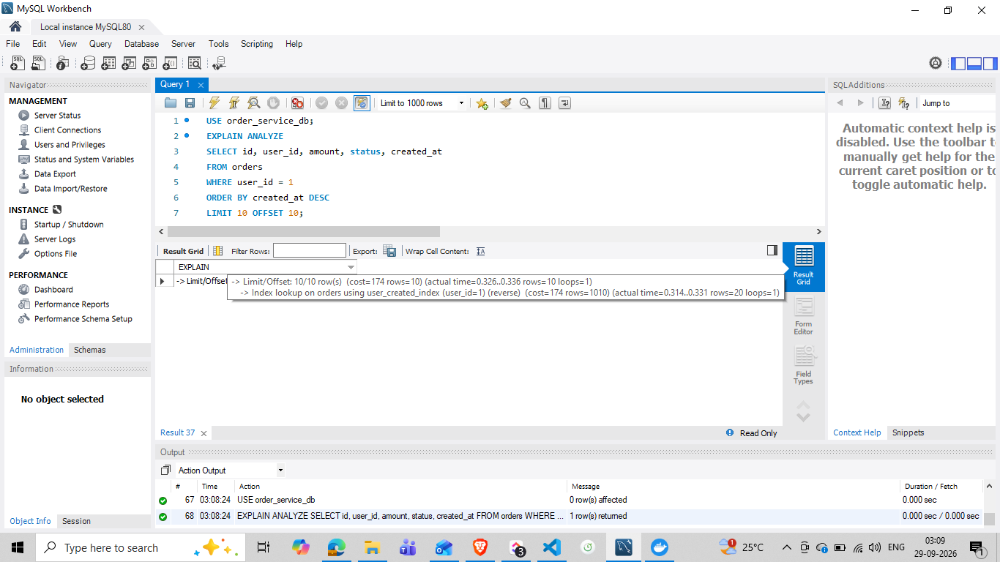 MySQL Workbench
Local instance MySQL80
File Edit View Query Database Server Tools Scripting Help
Navigator
MANAGEMENT
Server Status
Client Connections
Users and Privileges
Status and System Variables
Data Export
Data Import/Restore
INSTANCE
Startup / Shutdown
Server Logs
Options File
PERFORMANCE
Dashboard
Performance Reports
Performance Schema Setup
Administration Schemas
Information
No object selected
Object Info Session
Query 1
Limit to 1000 rows
1 USE order_service_db;
2 EXPLAIN ANALYZE
3 SELECT id, user_id, amount, status, created_at
4 FROM orders
5 WHERE user_id = 1
6 ORDER BY created_at DESC
7 LIMIT 10 OFFSET 10;
Result Grid Filter Rows: Export: Wrap Cell Content:
EXPLAIN
-> Limit/Offset
-> Limit/Offset: 10/10 row(s) (cost=174 rows=10) (actual time=0.326..0.336 rows=10 loops=1)
-> Index lookup on orders using user_created_index (user_id=1) (reverse) (cost=174 rows=1010) (actual time=0.314..0.331 rows=20 loops=1)
Result Grid
Form Editor
Field Types
Result 37
Read Only
SQLAdditions
Jump to
Automatic context help is
disabled. Use the toolbar t
manually get help for the
current caret position or to
toggle automatic help.
Context Help Snippets
Output
Action Output
# Time Action Message Duration / Fetch
67 03:08:24 USE order_service_db 0 row(s) affected 0.000 sec
68 03:08:24 EXPLAIN ANALYZE SELECT id, user_id, amount, status, created_at FROM orders WHERE ... 1 row(s) returned 0.000 sec / 0.000 sec
Type here to search
3
1
25°C
ENG
03:09
29-09-2026
1